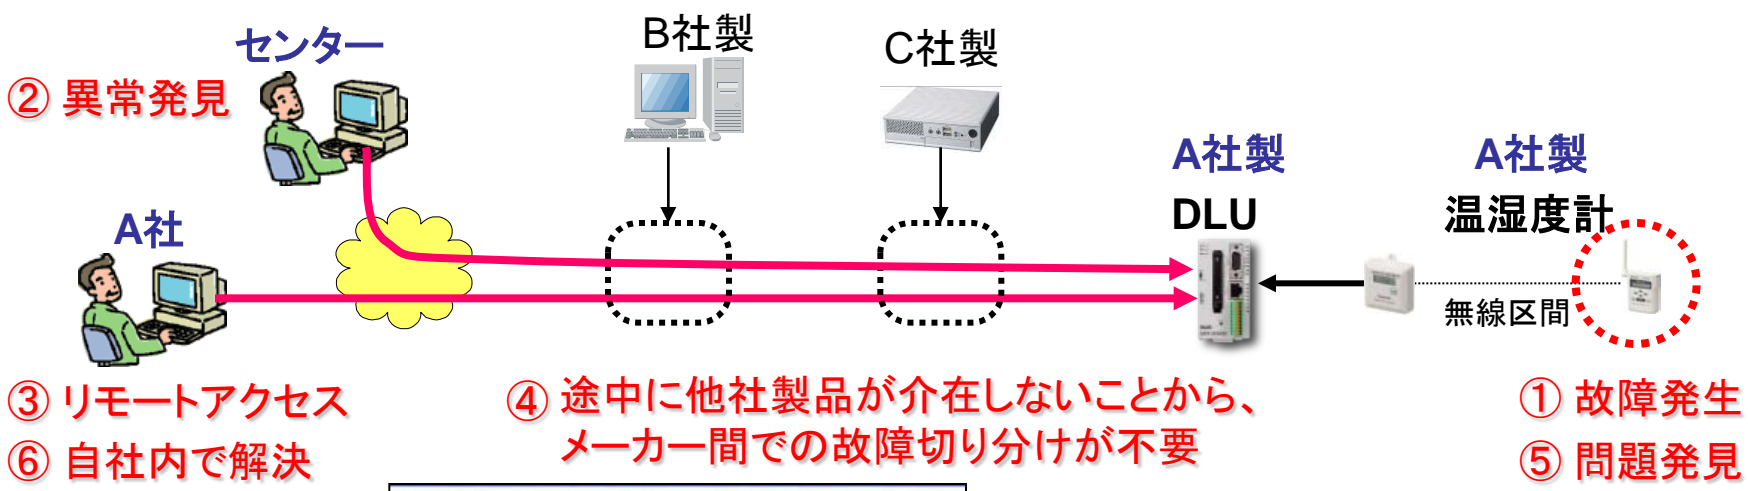 センター
B社製
C社製
② 異常発見
A社製
A社製
DLU
温湿度計
A社
無線区間
③ リモートアクセス
④ 途中に他社製品が介在しないことから、
メーカー間での故障切り分けが不要
① 故障発生
⑥ 自社内で解決
⑤ 問題発見